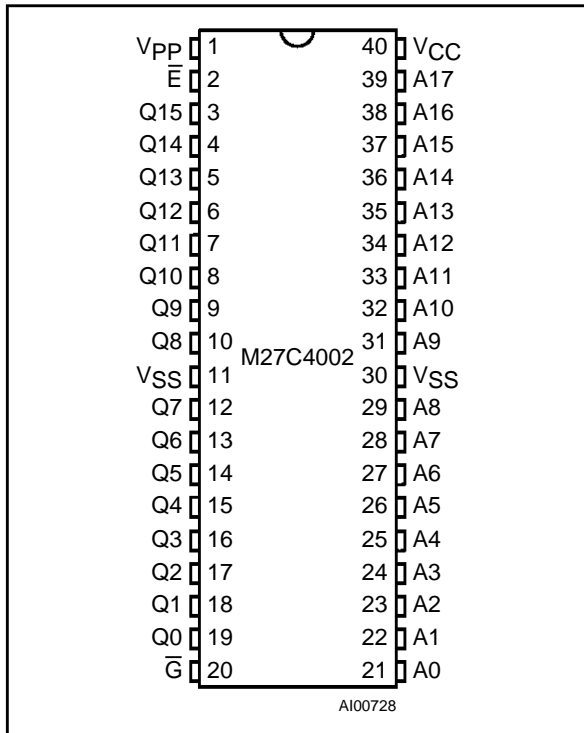 VPP 1 40 VCC
E̅ 2 39 A17
Q15 3 38 A16
Q14 4 37 A15
Q13 5 36 A14
Q12 6 35 A13
Q11 7 34 A12
Q10 8 33 A11
Q9 9 32 A10
Q8 10 31 A9
M27C4002
VSS 11 30 VSS
Q7 12 29 A8
Q6 13 28 A7
Q5 14 27 A6
Q4 15 26 A5
Q3 16 25 A4
Q2 17 24 A3
Q1 18 23 A2
Q0 19 22 A1
G̅ 20 21 A0
AI00728